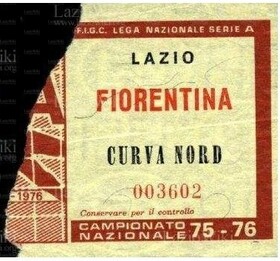 F.I.G.C. LEGA NAZIONALE SERIE A
LAZIO
FIORENTINA
CURVA NORD
003602
-1976
Conservare per il controllo
CAMPIONATO
NAZIONALE 75-76